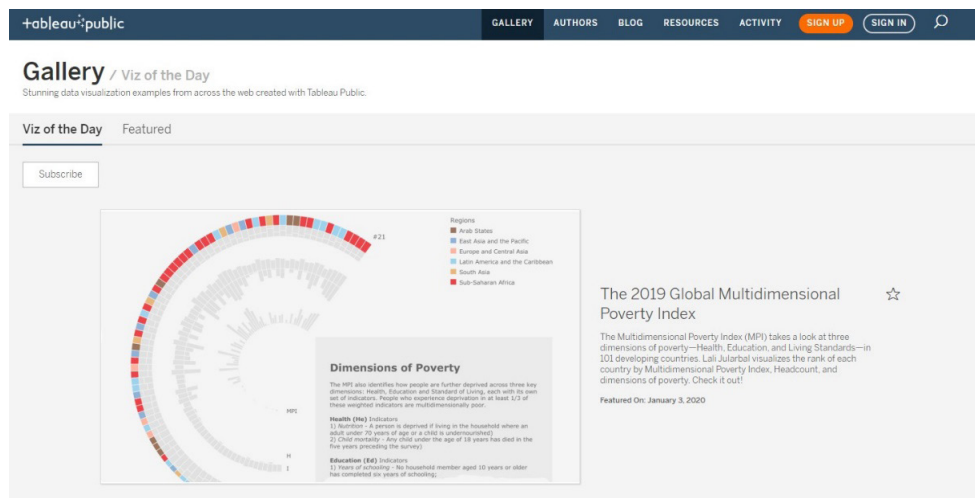 +ableau public
GALLERY AUTHORS BLOG RESOURCES ACTIVITY SIGN UP SIGN IN
Gallery / Viz of the Day
Stunning data visualization examples from across the web created with Tableau Public.
Viz of the Day Featured
Subscribe
#21
Regions
Arab States
East Asia and the Pacific
Europe and Central Asia
Latin America and the Caribbean
South Asia
Sub-Saharan Africa
MPI
H
I
Dimensions of Poverty
The MPI also identifies how people are further deprived across three key
dimensions: Health, Education and Standard of Living, each with its own
set of indicators. People who experience deprivation in at least 1/3 of
these weighted indicators are multidimensionally poor.
Health (He) Indicators
1) Nutrition - A person is deprived if living in the household where an
adult under 70 years of age or a child is undernourished)
2) Child mortality - Any child under the age of 18 years has died in the
five years preceding the survey)
Education (Ed) Indicators
1) Years of schooling - No household member aged 10 years or older
has completed six years of schooling;
The 2019 Global Multidimensional
Poverty Index
The Multidimensional Poverty Index (MPI) takes a look at three
dimensions of poverty—Health, Education, and Living Standards—in
101 developing countries. Lali Jularbal visualizes the rank of each
country by Multidimensional Poverty Index, Headcount, and
dimensions of poverty. Check it out!
Featured On: January 3, 2020